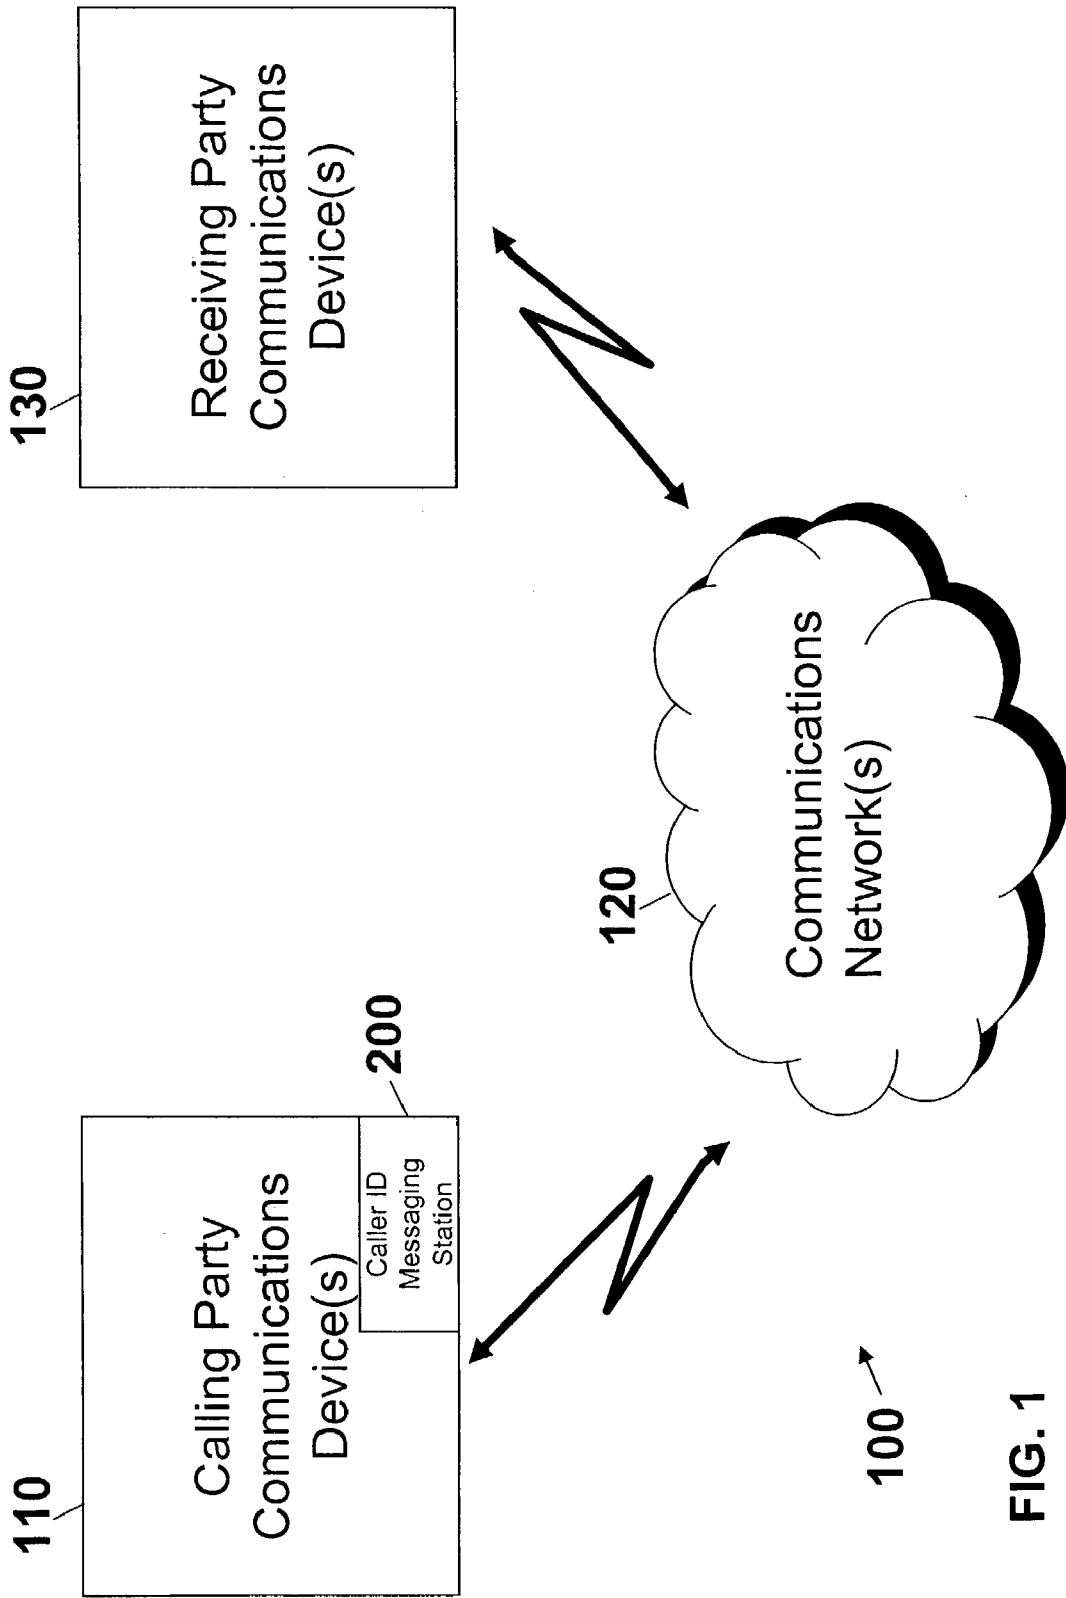 110
Calling Party
Communications
Device(s)
Caller ID
Messaging
Station
200
130
Receiving Party
Communications
Device(s)
120
Communications
Network(s)
100
FIG. 1